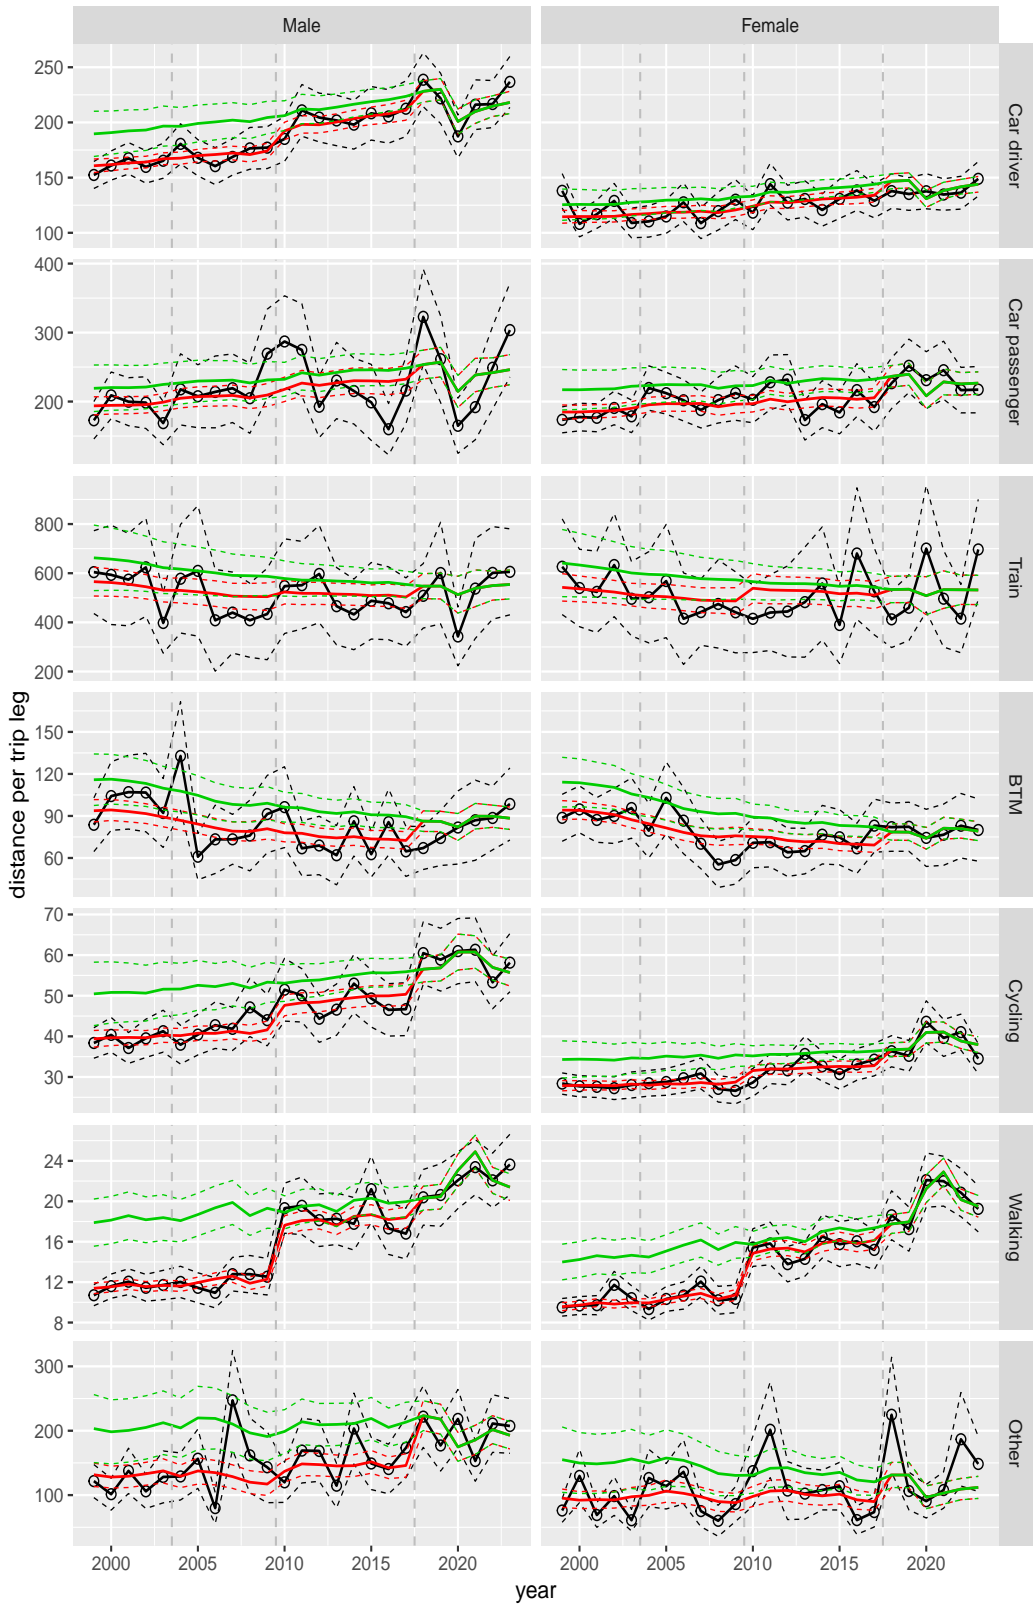 Male Female
250
200
150
100
Car driver
400
300
200
Car passenger
800
600
400
200
Train
150
120
90
60
BTM
70
60
50
40
30
Cycling
24
20
16
12
8
Walking
300
200
100
Other
distance per trip leg
2000 2005 2010 2015 2020 2000 2005 2010 2015 2020
year